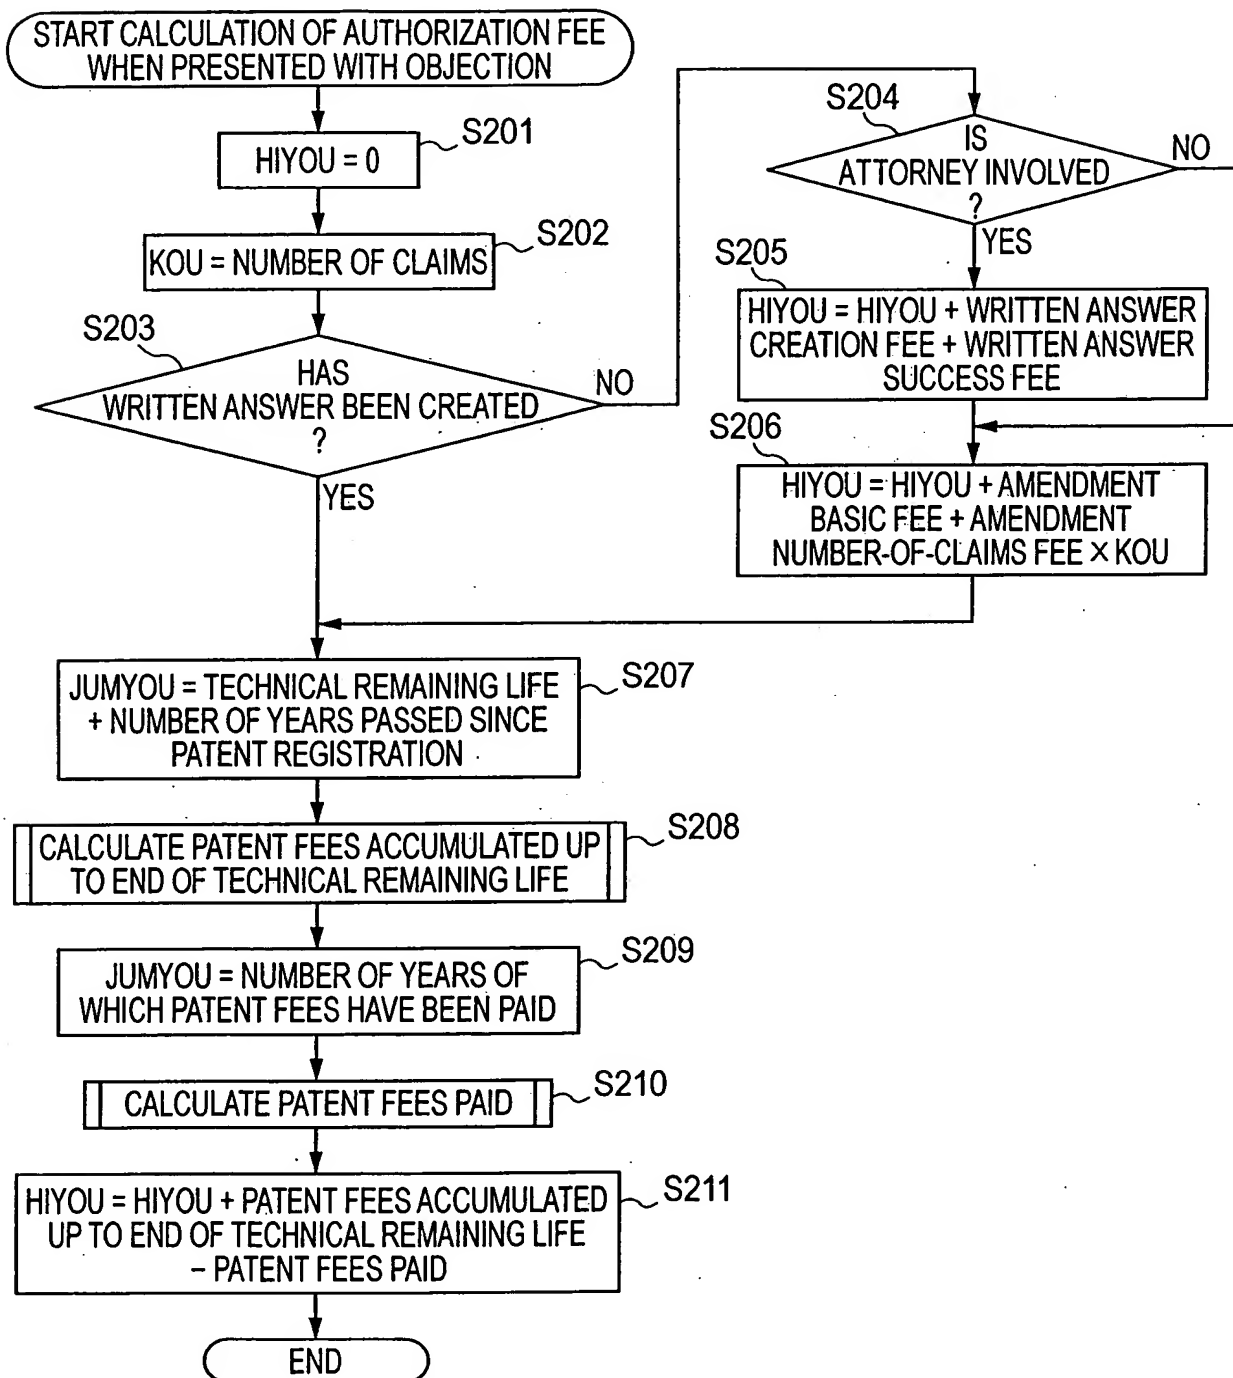 START CALCULATION OF AUTHORIZATION FEE
WHEN PRESENTED WITH OBJECTION
S201
HIYOU = 0
S202
KOU = NUMBER OF CLAIMS
S203
HAS
WRITTEN ANSWER BEEN CREATED
?
NO
YES
S204
IS
ATTORNEY INVOLVED
?
NO
YES
S205
HIYOU = HIYOU + WRITTEN ANSWER
CREATION FEE + WRITTEN ANSWER
SUCCESS FEE
S206
HIYOU = HIYOU + AMENDMENT
BASIC FEE + AMENDMENT
NUMBER-OF-CLAIMS FEE × KOU
S207
JUMYOU = TECHNICAL REMAINING LIFE
+ NUMBER OF YEARS PASSED SINCE
PATENT REGISTRATION
S208
CALCULATE PATENT FEES ACCUMULATED UP
TO END OF TECHNICAL REMAINING LIFE
S209
JUMYOU = NUMBER OF YEARS OF
WHICH PATENT FEES HAVE BEEN PAID
S210
CALCULATE PATENT FEES PAID
S211
HIYOU = HIYOU + PATENT FEES ACCUMULATED
UP TO END OF TECHNICAL REMAINING LIFE
– PATENT FEES PAID
END